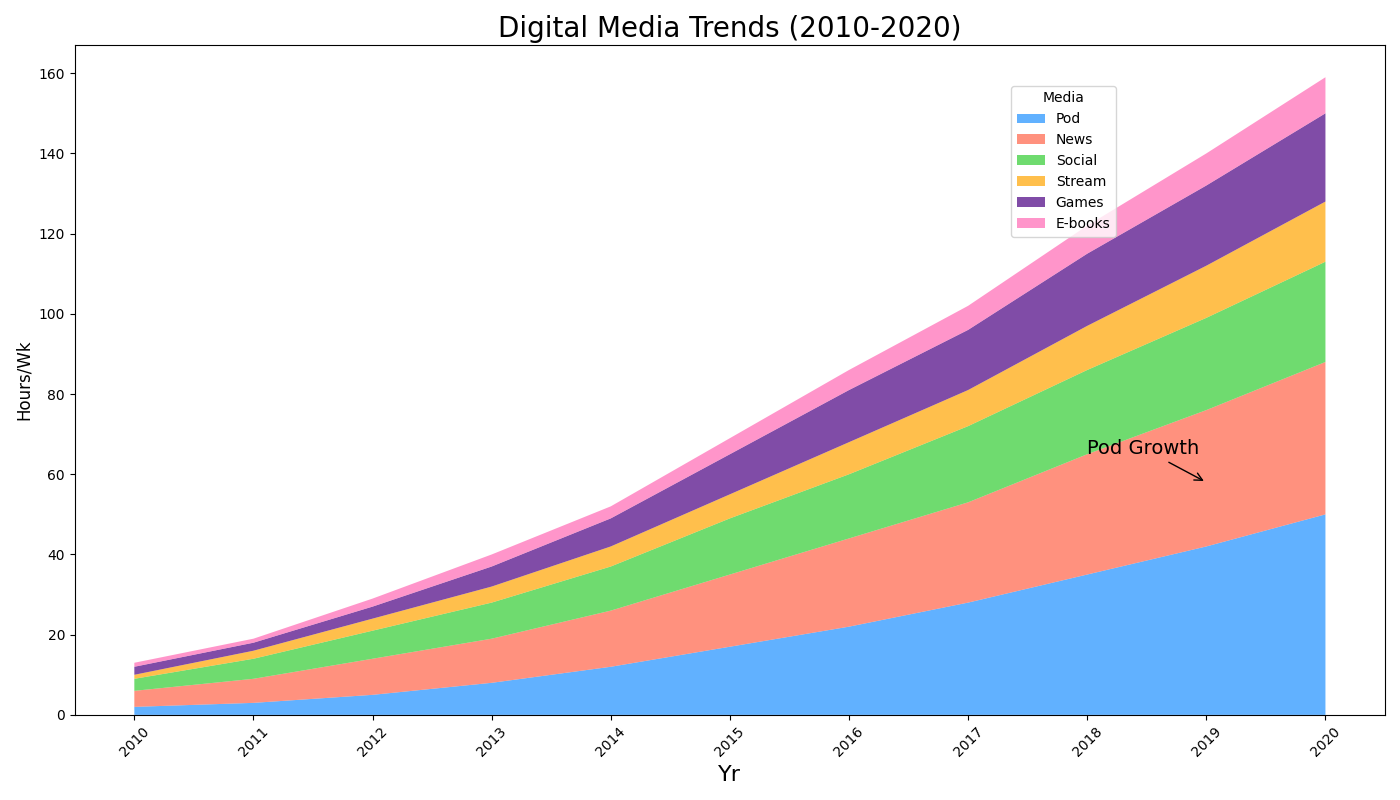 Digital Media Trends (2010-2020)
Hours/Wk
160
140
120
100
80
60
40
20
0
Media
Pod
News
Social
Stream
Games
E-books
Pod Growth
2010
2011
2012
2013
2014
2015
2016
2017
2018
2019
2020
Yr